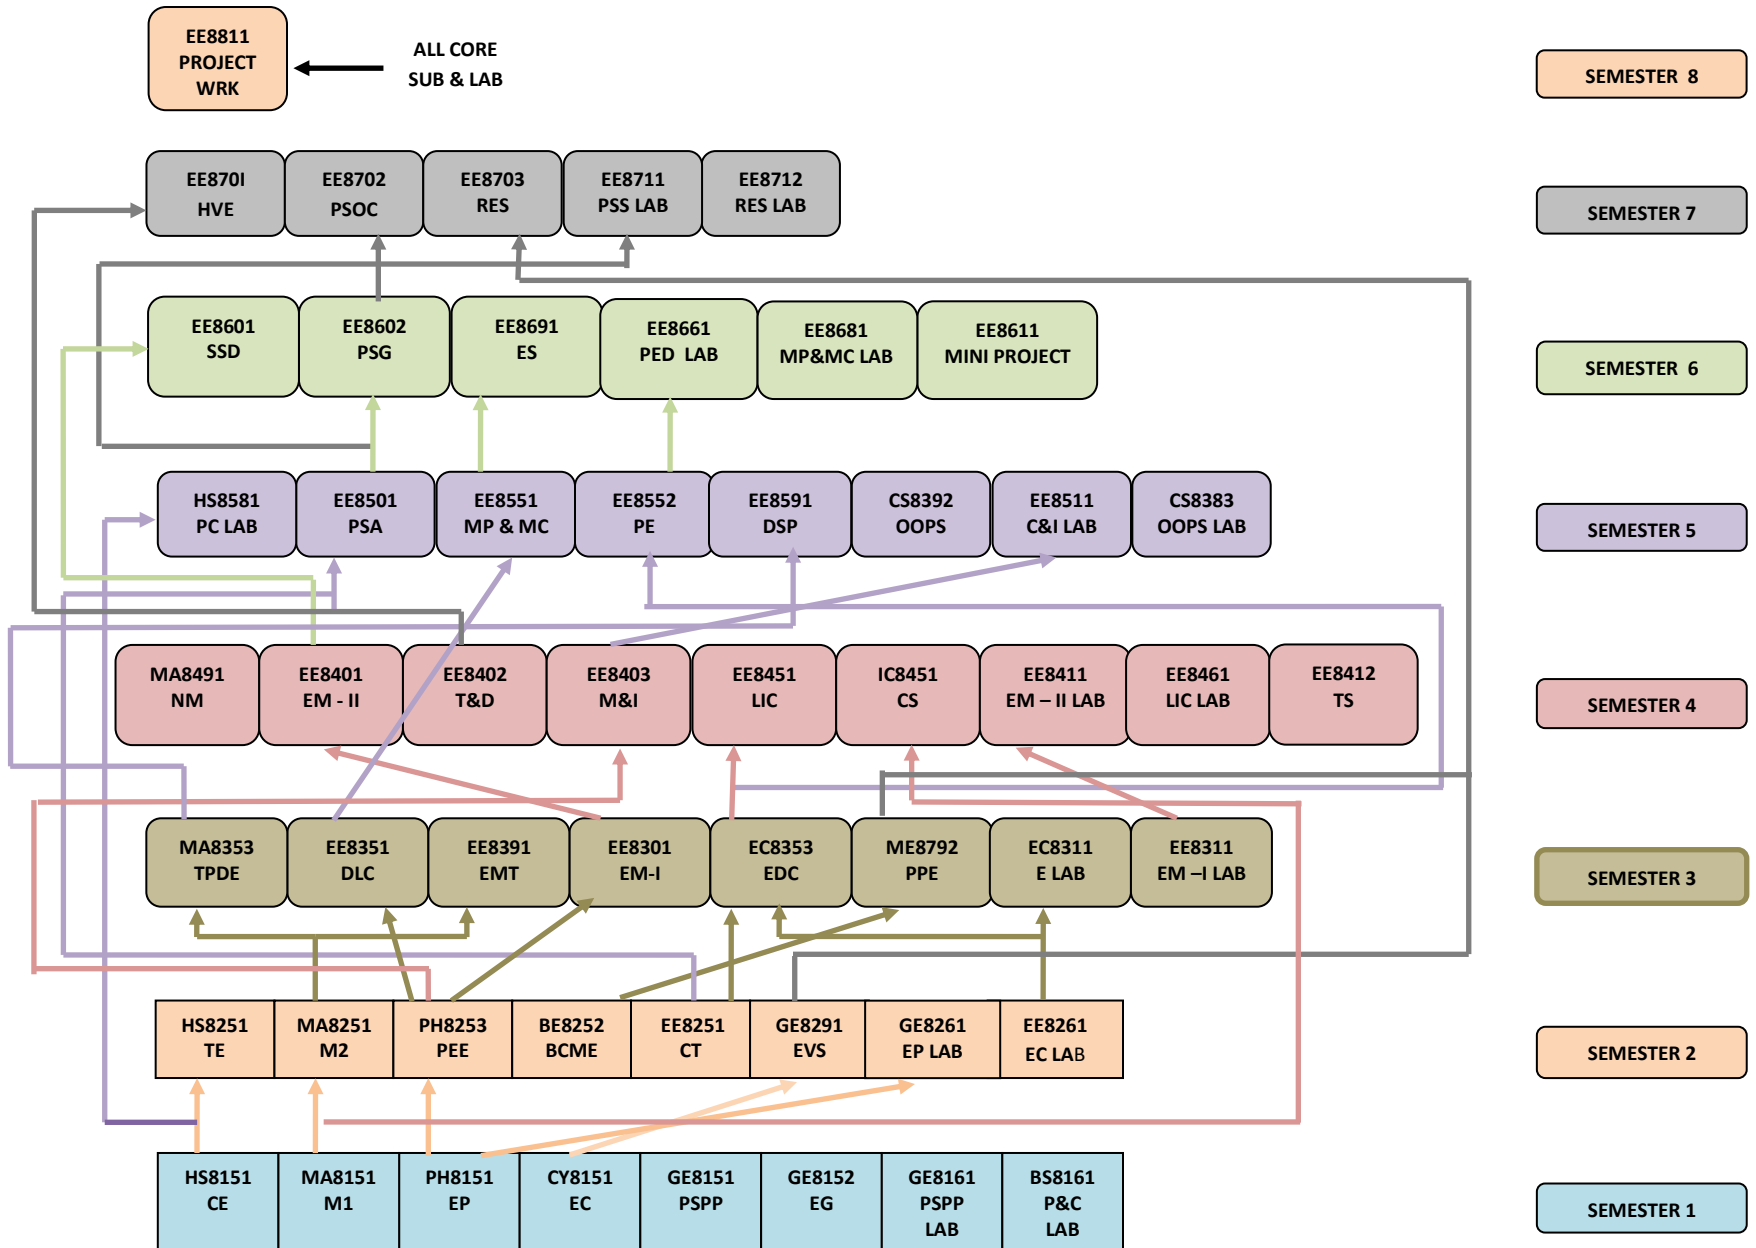 EE8811
PROJECT
WRK
ALL CORE
SUB & LAB
SEMESTER 8
EE870I
HVE
EE8702
PSOC
EE8703
RES
EE8711
PSS LAB
EE8712
RES LAB
SEMESTER 7
EE8601
SSD
EE8602
PSG
EE8691
ES
EE8661
PED LAB
EE8681
MP&MC LAB
EE8611
MINI PROJECT
SEMESTER 6
HS8581
PC LAB
EE8501
PSA
EE8551
MP & MC
EE8552
PE
EE8591
DSP
CS8392
OOPS
EE8511
C&I LAB
CS8383
OOPS LAB
SEMESTER 5
MA8491
NM
EE8401
EM - II
EE8402
T&D
EE8403
M&I
EE8451
LIC
IC8451
CS
EE8411
EM – II LAB
EE8461
LIC LAB
EE8412
TS
SEMESTER 4
MA8353
TPDE
EE8351
DLC
EE8391
EMT
EE8301
EM-I
EC8353
EDC
ME8792
PPE
EC8311
E LAB
EE8311
EM –I LAB
SEMESTER 3
HS8251
TE
MA8251
M2
PH8253
PEE
BE8252
BCME
EE8251
CT
GE8291
EVS
GE8261
EP LAB
EE8261
EC LAB
SEMESTER 2
HS8151
CE
MA8151
M1
PH8151
EP
CY8151
EC
GE8151
PSPP
GE8152
EG
GE8161
PSPP
LAB
BS8161
P&C
LAB
SEMESTER 1